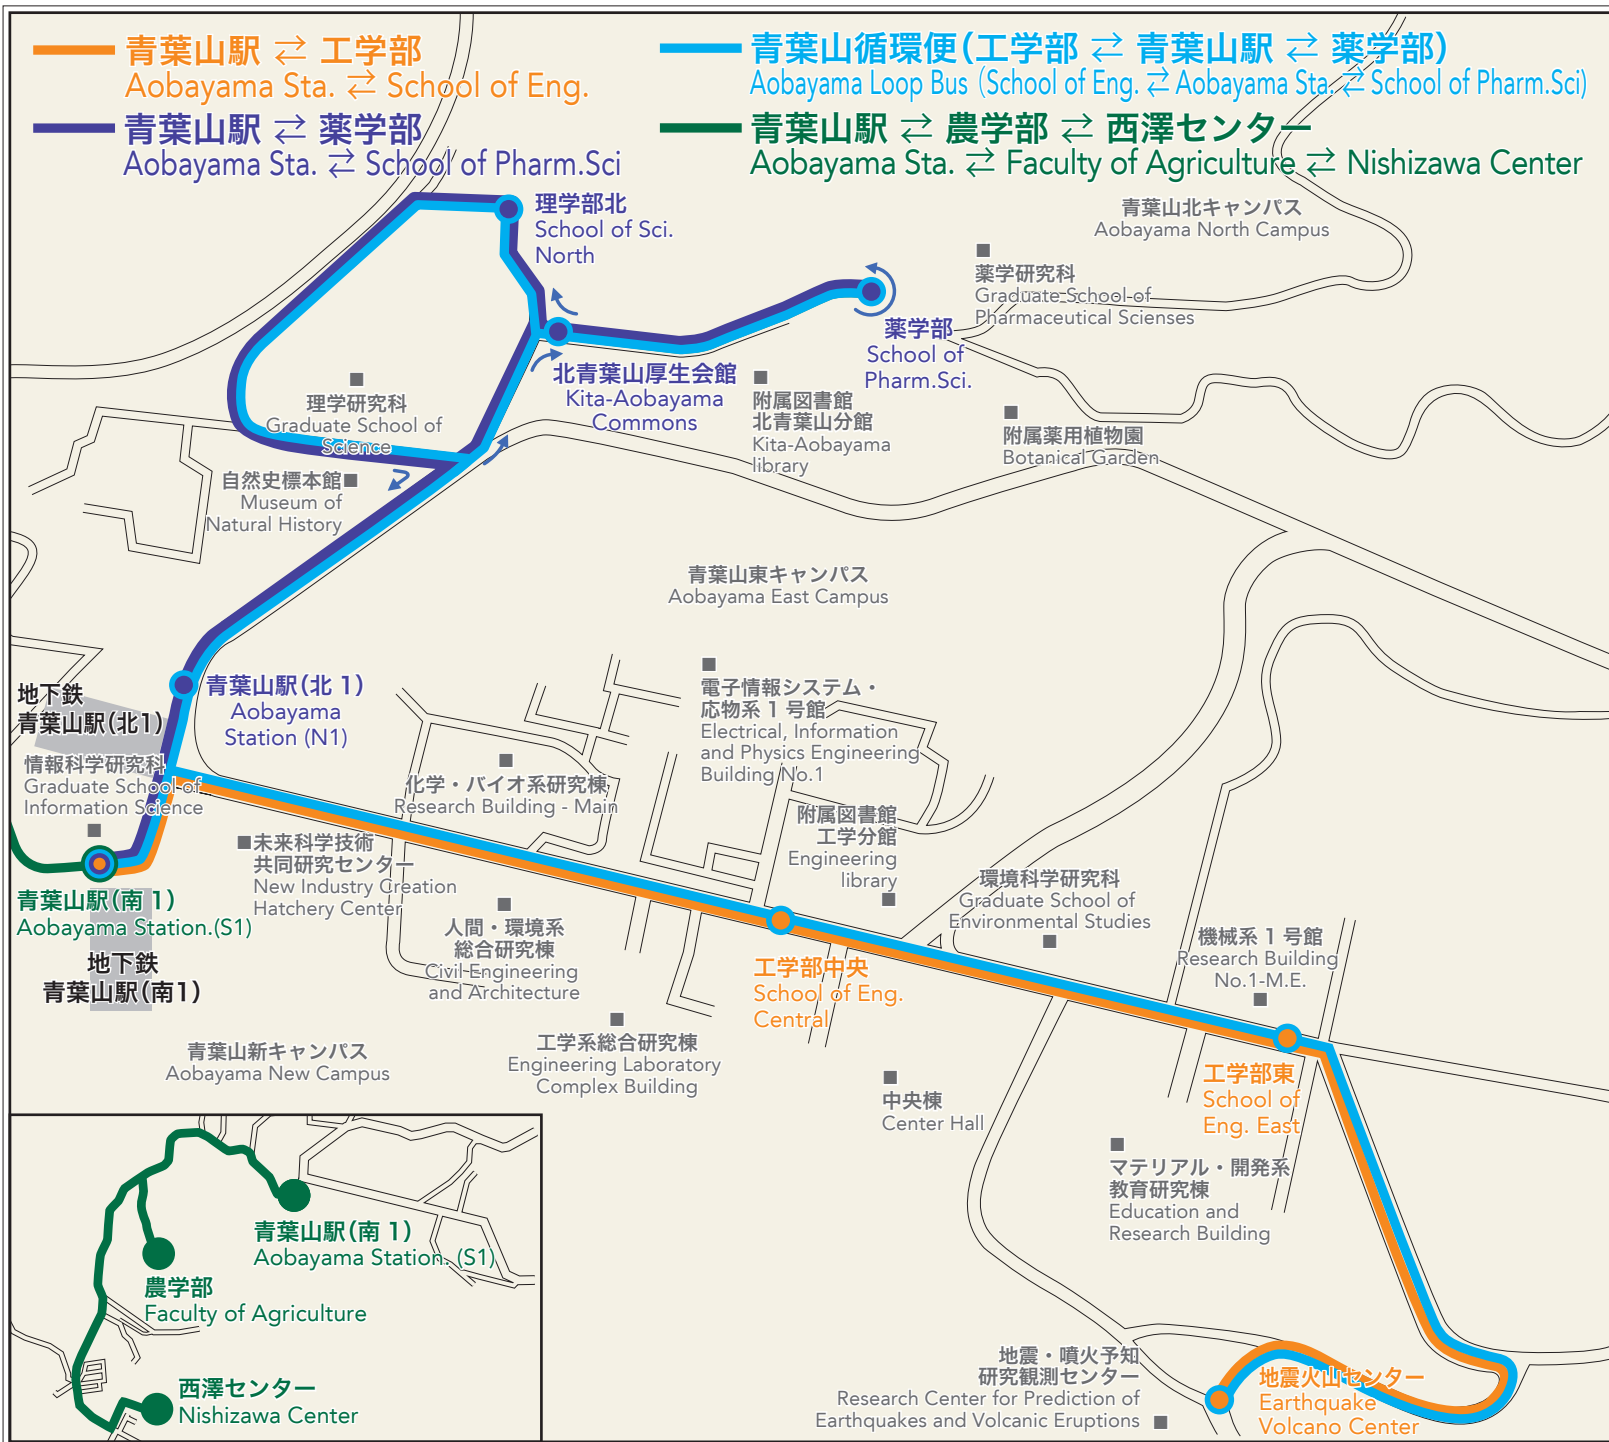 青葉山駅 ⇄ 工学部
Aobayama Sta. ⇄ School of Eng.
青葉山駅 ⇄ 薬学部
Aobayama Sta. ⇄ School of Pharm.Sci
青葉山循環便(工学部 ⇄ 青葉山駅 ⇄ 薬学部)
Aobayama Loop Bus (School of Eng. ⇄ Aobayama Sta. ⇄ School of Pharm.Sci)
青葉山駅 ⇄ 農学部 ⇄ 西澤センター
Aobayama Sta. ⇄ Faculty of Agriculture ⇄ Nishizawa Center
理学部北
School of Sci.
North
青葉山北キャンパス
Aobayama North Campus
薬学研究科
Graduate School of
Pharmaceutical Scienses
薬学部
School of
Pharm.Sci.
北青葉山厚生会館
Kita-Aobayama
Commons
理学研究科
Graduate School of
Science
附属図書館
北青葉山分館
Kita-Aobayama
library
附属薬用植物園
Botanical Garden
自然史標本館
Museum of
Natural History
青葉山東キャンパス
Aobayama East Campus
青葉山駅(北 1)
Aobayama
Station (N1)
地下鉄
青葉山駅(北1)
情報科学研究科
Graduate School of
Information Science
電子情報システム・
応物系 1 号館
Electrical, Information
and Physics Engineering
Building No.1
化学・バイオ系研究棟
Research Building - Main
附属図書館
工学分館
Engineering
library
未来科学技術
共同研究センター
New Industry Creation
Hatchery Center
青葉山駅(南 1)
Aobayama Station.(S1)
地下鉄
青葉山駅(南1)
人間・環境系
総合研究棟
Civil Engineering
and Architecture
環境科学研究科
Graduate School of
Environmental Studies
機械系 1 号館
Research Building
No.1-M.E.
工学部中央
School of Eng.
Central
工学系総合研究棟
Engineering Laboratory
Complex Building
青葉山新キャンパス
Aobayama New Campus
中央棟
Center Hall
工学部東
School of
Eng. East
マテリアル・開発系
教育研究棟
Education and
Research Building
青葉山駅(南 1)
Aobayama Station. (S1)
農学部
Faculty of Agriculture
西澤センター
Nishizawa Center
地震・噴火予知
研究観測センター
Research Center for Prediction of
Earthquakes and Volcanic Eruptions
地震火山センター
Earthquake
Volcano Center